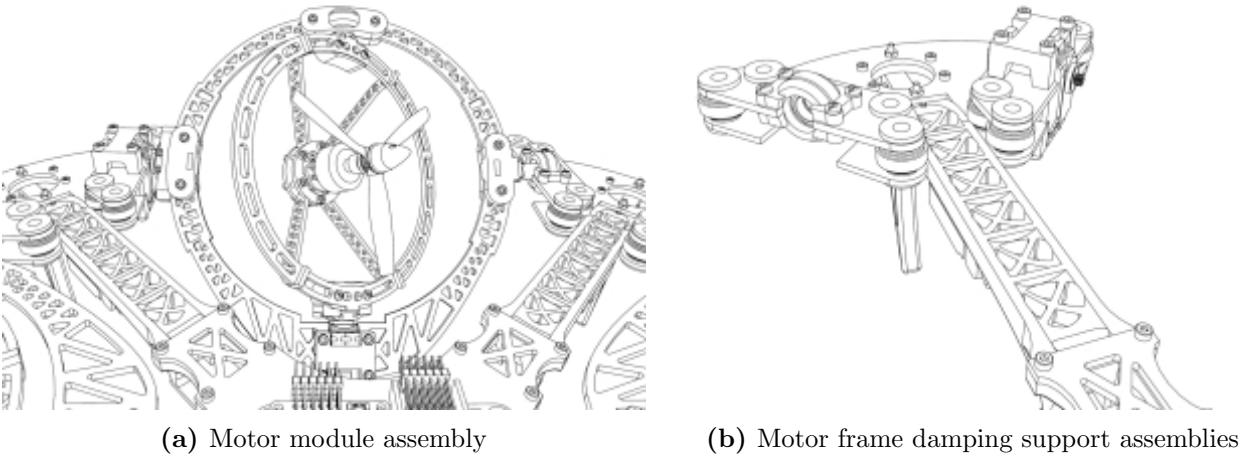 (a) Motor module assembly
(b) Motor frame damping support assemblies